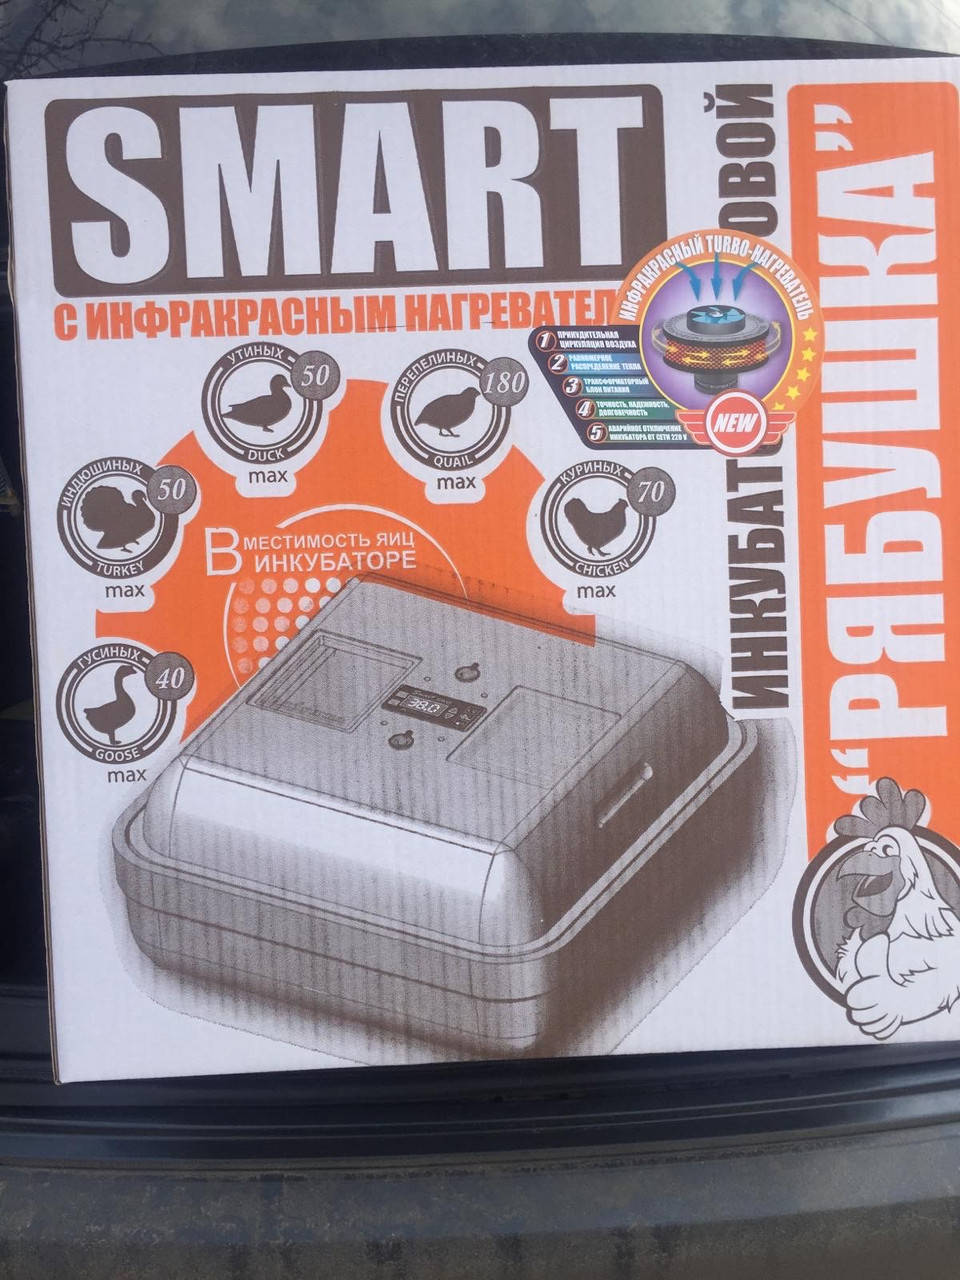 SMART
С ИНФРАКРАСНЫМ НАГРЕВАТЕЛ
ИНФРАКРАСНЫЙ TURBO-НАГРЕВАТЕЛЬ
1 ПРИНУДИТЕЛЬНАЯ
ЦИРКУЛЯЦИЯ ВОЗДУХА
2 РАВНОМЕРНОЕ
РАСПРЕДЕЛЕНИЕ ТЕПЛА
3 ТРАНСФОРМАТОРНЫЙ
БЛОК ПИТАНИЯ
4 ТОЧНОСТЬ, НАДЕЖНОСТЬ,
ДОЛГОВЕЧНОСТЬ
5 АВАРИЙНОЕ ОТКЛЮЧЕНИЕ
ИНКУБАТОРА ОТ СЕТИ 220 V
NEW
УТИНЫХ 50
DUCK
max
ПЕРЕПЕЛИНЫХ 180
QUAIL
max
ИНДЮШИНЫХ 50
TURKEY
max
КУРИНЫХ 70
CHICKEN
max
ГУСИНЫХ 40
GOOSE
max
ВМЕСТИМОСТЬ ЯИЦ
ИНКУБАТОРЕ
38.0
ИНКУБАТ ОВОЙ
"РЯБУШКА"